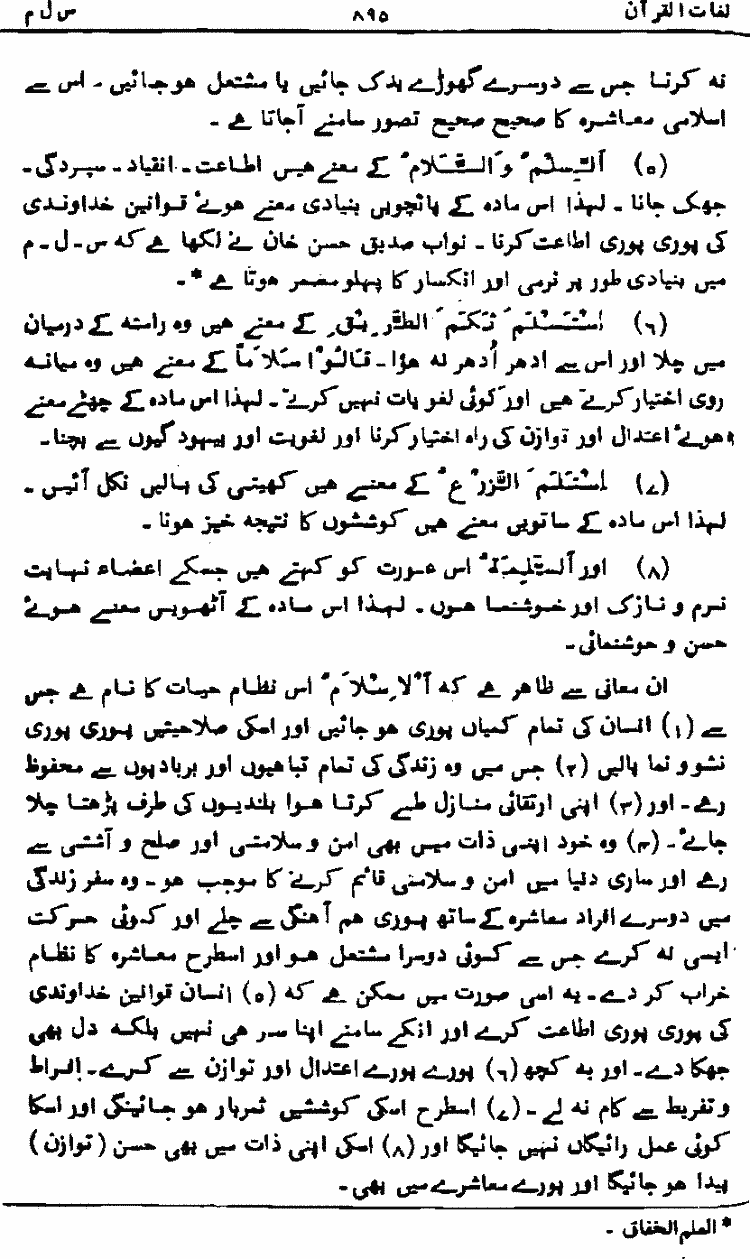 لغات القرآن ۸۹۵ س ل م
نہ کرنا جس سے دوسرے گھوڑے بدک جائیں یا مشتعل ہو جائیں ۔ اس سے
اسلامی معاشرہ کا صحیح صحیح تصور سامنے آجاتا ہے ۔
(۵) اَلسِّلْمُ وَالسَّلَامُ کے معنے ہیں اطاعت ۔ انقیاد ۔ سپردگی ۔
جھک جانا ۔ لہذا اس مادہ کے پانچویں بنیادی معنے ہوئے قوانین خداوندی
کی پوری پوری اطاعت کرنا ۔ نواب صدیق حسن خان نے لکھا ہے کہ س ۔ ل ۔ م
میں بنیادی طور پر نرمی اور انکسار کا پہلو مضمر ہوتا ہے * ۔
(۶) اِسْتَسْلَمَ ثَکَمَ الطَّرِیْقِ کے معنے ہیں وہ راستہ کے درمیان
میں چلا اور اس سے ادھر اُدھر نہ ہؤا ۔ قَالُوْا سَلَامًا کے معنے ہیں وہ میانہ
روی اختیار کرتے ہیں اور کوئی لغو بات نہیں کرتے ۔ لہذا اس مادہ کے چھٹے معنے
ہوئے اعتدال اور توازن کی راہ اختیار کرنا اور لغویت اور بیہودگیوں سے بچنا ۔
(۷) اِسْتَلَمَ الزَّرْعُ کے معنے ہیں کھیتی کی بالیں نکل آئیں ۔
لہذا اس مادہ کے ساتویں معنے ہیں کوششوں کا نتیجہ خیز ہونا ۔
(۸) اور اَلسَّلِیْمَۃُ اس عورت کو کہتے ہیں جسکے اعضاء نہایت
نرم و نازک اور خوشنما ہوں ۔ لہذا اس مادہ کے آٹھویں معنے ہوئے
حسن و خوشنمائی ۔
ان معانی سے ظاہر ہے کہ اَلْاِسْلَامُ اس نظام حیات کا نام ہے جس
سے (۱) انسان کی تمام کمیاں پوری ہو جائیں اور اسکی صلاحیتیں پوری پوری
نشو و نما پالیں (۲) جس میں وہ زندگی کی تمام تباہیوں اور بربادیوں سے محفوظ
رہے ۔ اور (۳) اپنی ارتقائی منازل طے کرتا ہوا بلندیوں کی طرف بڑھتا چلا
جائے ۔ (۴) وہ خود اپنی ذات میں بھی امن و سلامتی اور صلح و آشتی سے
رہے اور ساری دنیا میں امن و سلامتی قائم کرنے کا موجب ہو ۔ وہ سفر زندگی
میں دوسرے افراد معاشرہ کے ساتھ پوری ہم آہنگی سے چلے اور کوئی حرکت
ایسی نہ کرے جس سے کوئی دوسرا مشتعل ہو اور اسطرح معاشرہ کا نظام
خراب کر دے ۔ یہ اسی صورت میں ممکن ہے کہ (۵) انسان قوانین خداوندی
کی پوری پوری اطاعت کرے اور انکے سامنے اپنا سر ہی نہیں بلکہ دل بھی
جھکا دے ۔ اور یہ کچھ (۶) پورے پورے اعتدال اور توازن سے کرے ۔ افراط
و تفریط سے کام نہ لے ۔ (۷) اسطرح اسکی کوششیں ثمربار ہو جائینگی اور اسکا
کوئی عمل رائیگاں نہیں جائیگا اور (۸) اسکی اپنی ذات میں بھی حسن (توازن)
پیدا ہو جائیگا اور پورے معاشرے میں بھی ۔
* العلم الخفاق ۔